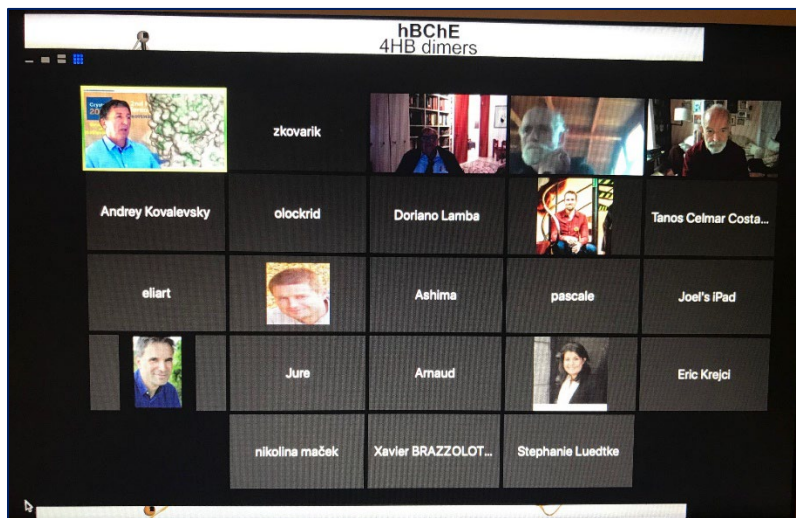 hBChE
4HB dimers
zkovarik
Andrey Kovalevsky
olockrid
Doriano Lamba
Tanos Celmar Costa...
eliart
Ashima
pascale
Joel's iPad
Jure
Arnaud
Eric Krejci
nikolina maček
Xavier BRAZZOLOT...
Stephanie Luedtke